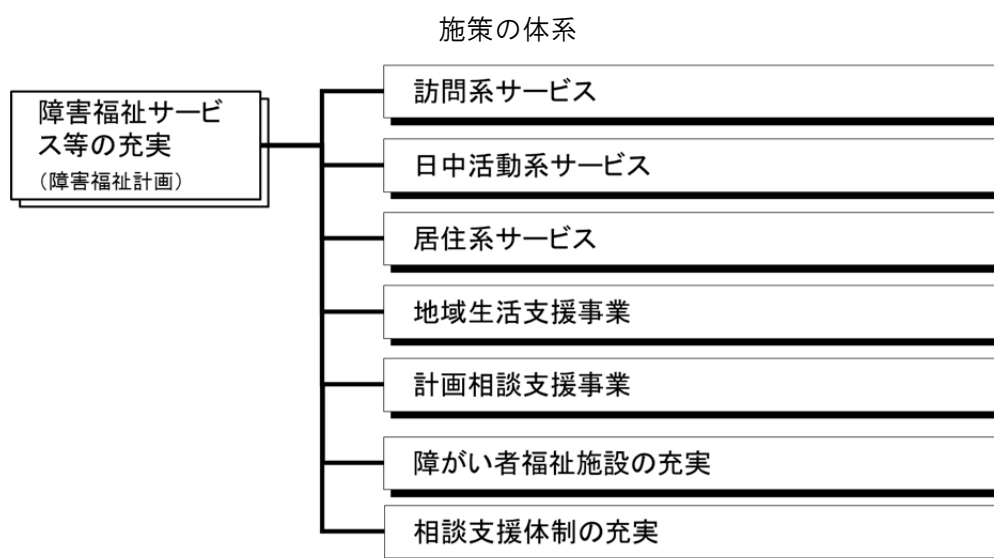 施策の体系
障害福祉サービ
ス等の充実
（障害福祉計画）
訪問系サービス
日中活動系サービス
居住系サービス
地域生活支援事業
計画相談支援事業
障がい者福祉施設の充実
相談支援体制の充実